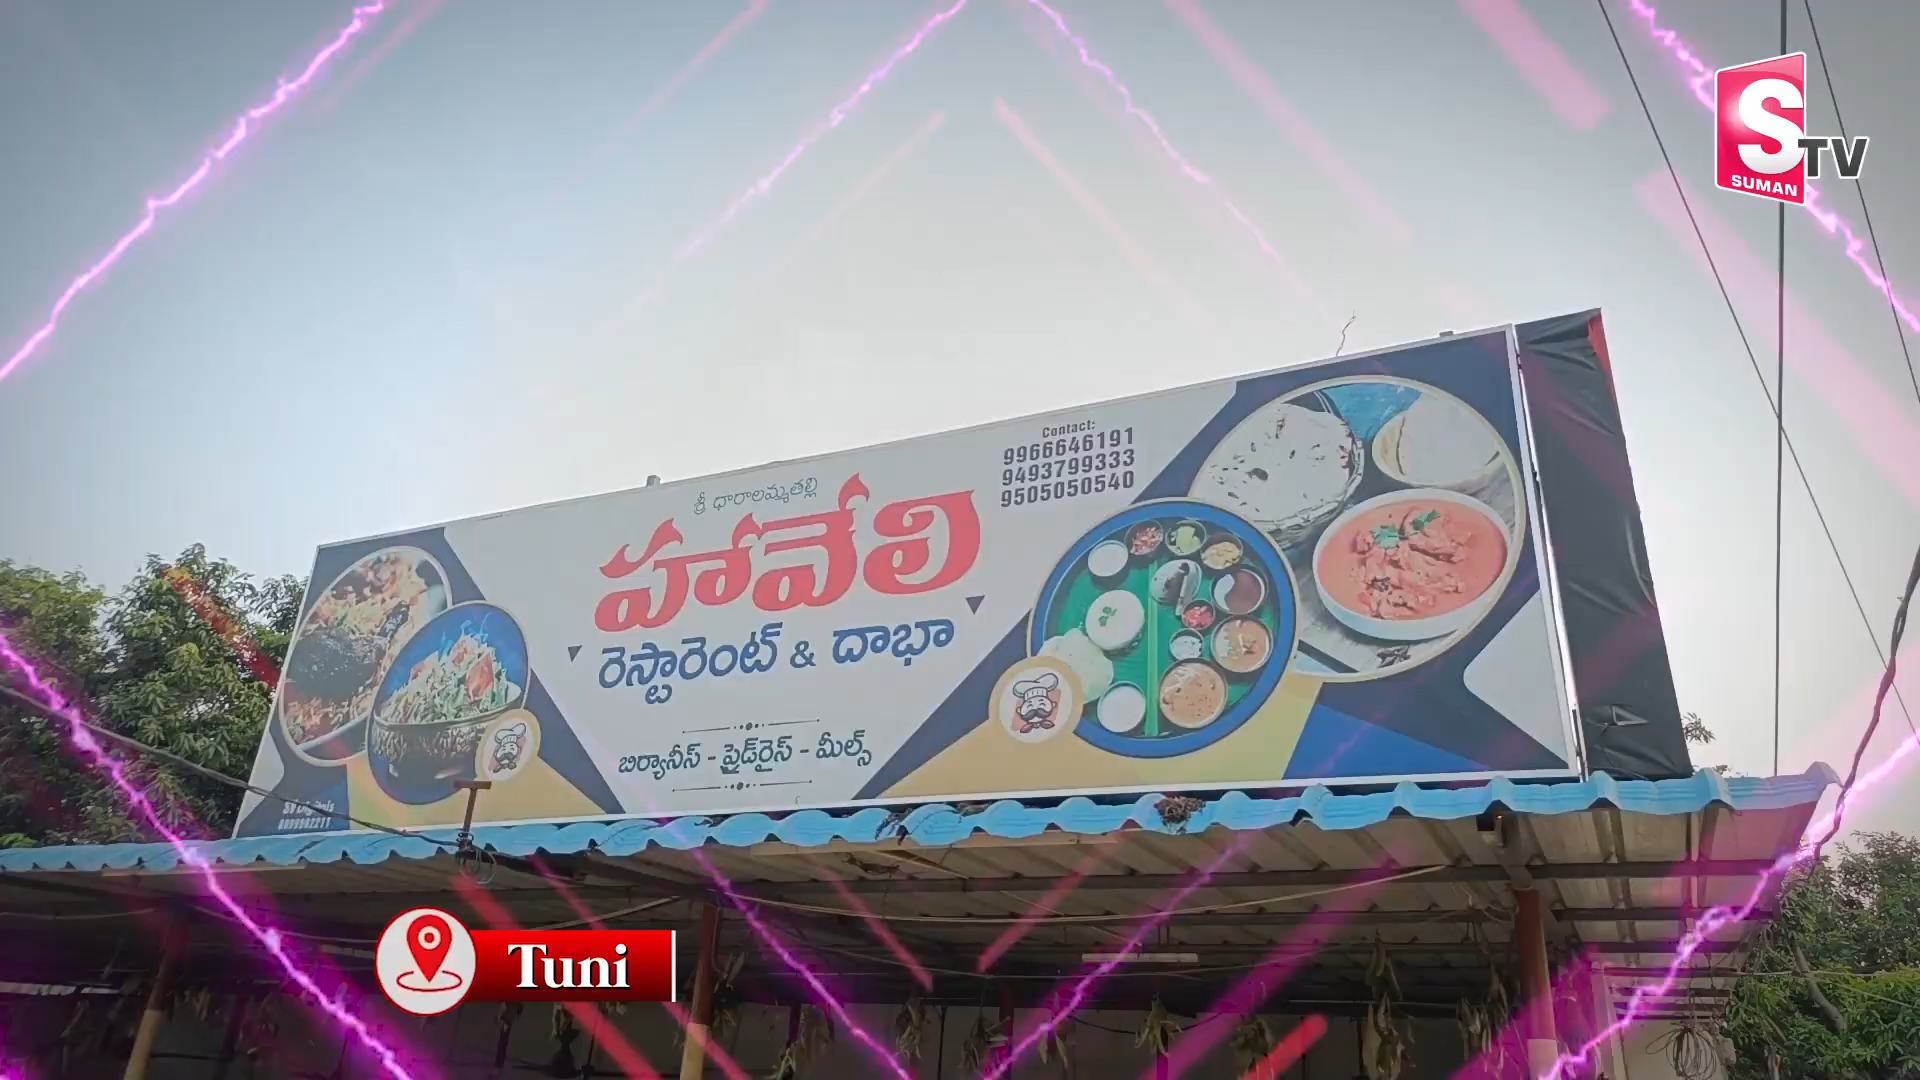 S TV
SUMAN
Contact:
9966646191
9493799333
9505050540
శ్రీ ధారాలమ్మతల్లి
హావేలి
రెస్టారెంట్ & దాభా
బిర్యానీస్ - ఫ్రైడ్‌రైస్ - మీల్స్
Tuni